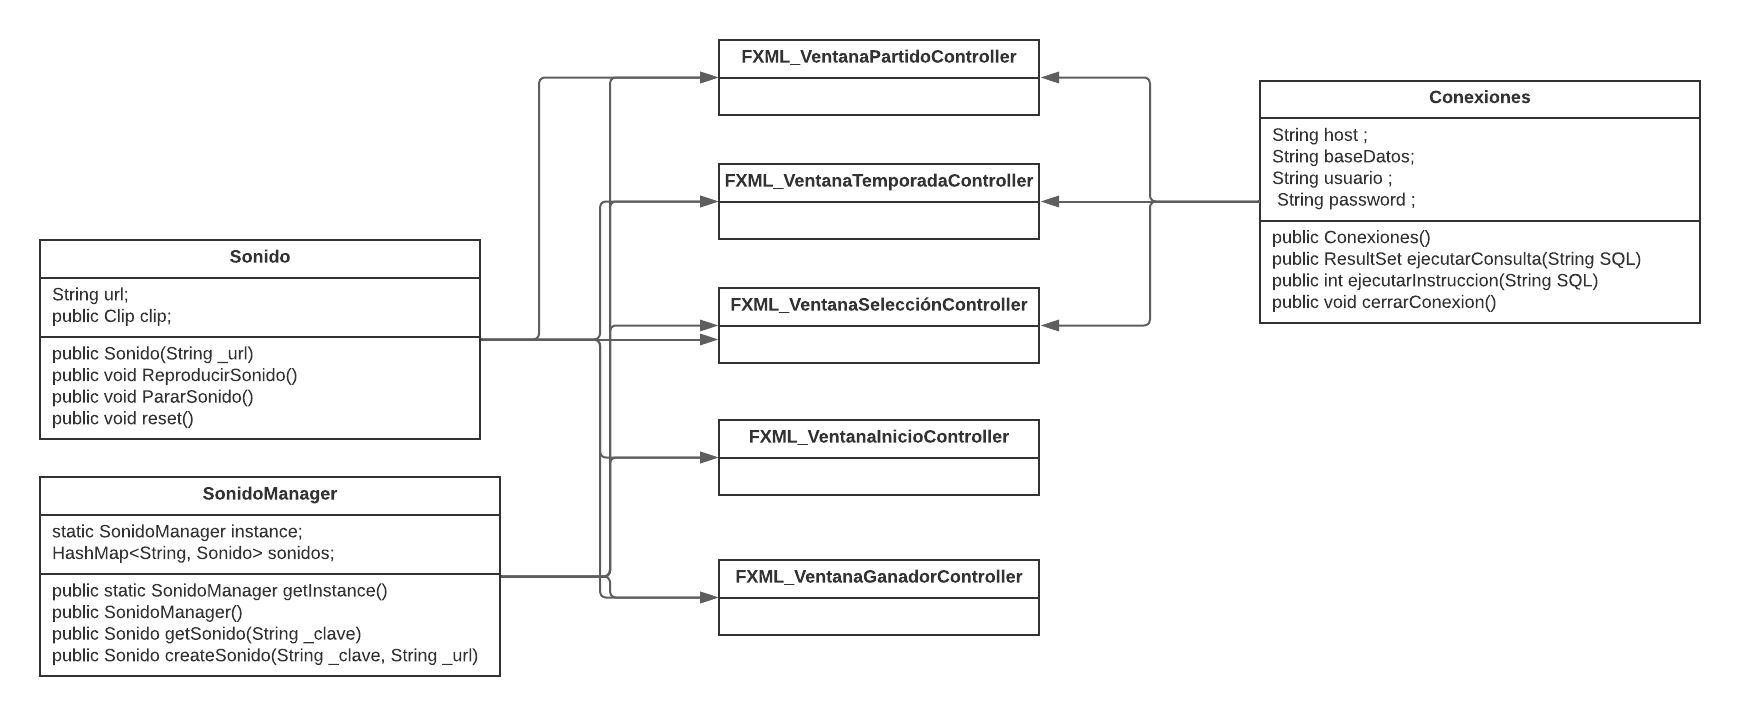 FXML_VentanaPartidoController
FXML_VentanaTemporadaController
FXML_VentanaSelecciónController
FXML_VentanaInicioController
FXML_VentanaGanadorController
Conexiones
String host ;
String baseDatos;
String usuario ;
String password ;
public Conexiones()
public ResultSet ejecutarConsulta(String SQL)
public int ejecutarInstruccion(String SQL)
public void cerrarConexion()
Sonido
String url;
public Clip clip;
public Sonido(String _url)
public void ReproducirSonido()
public void PararSonido()
public void reset()
SonidoManager
static SonidoManager instance;
HashMap<String, Sonido> sonidos;
public static SonidoManager getInstance()
public SonidoManager()
public Sonido getSonido(String _clave)
public Sonido createSonido(String _clave, String _url)